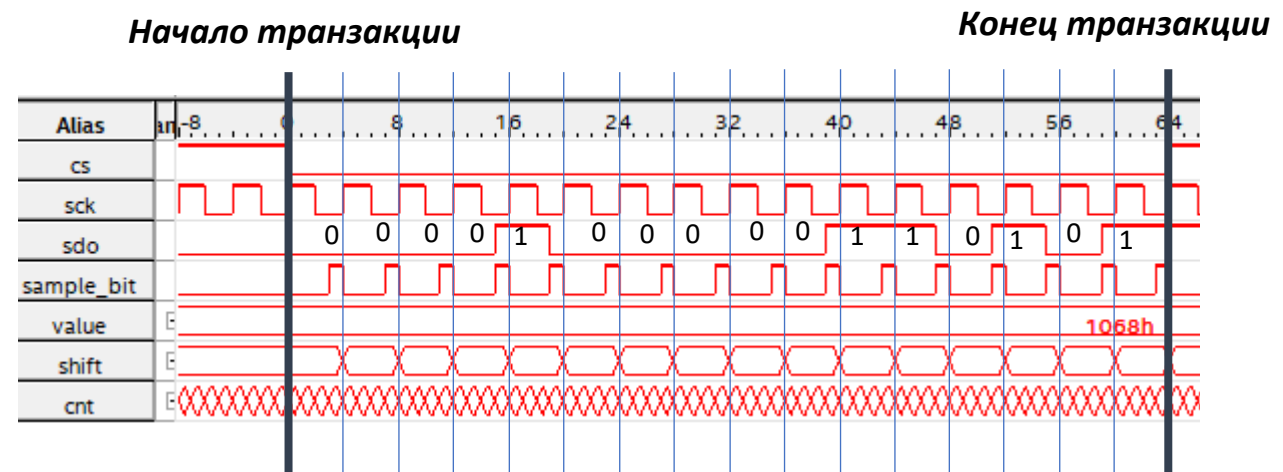 Начало транзакции
Конец транзакции
Alias
-8 0 8 16 24 32 40 48 56 64
cs
sck
sdo 0 0 0 0 1 0 0 0 0 0 1 1 0 1 0 1
sample_bit
value 1068h
shift
cnt